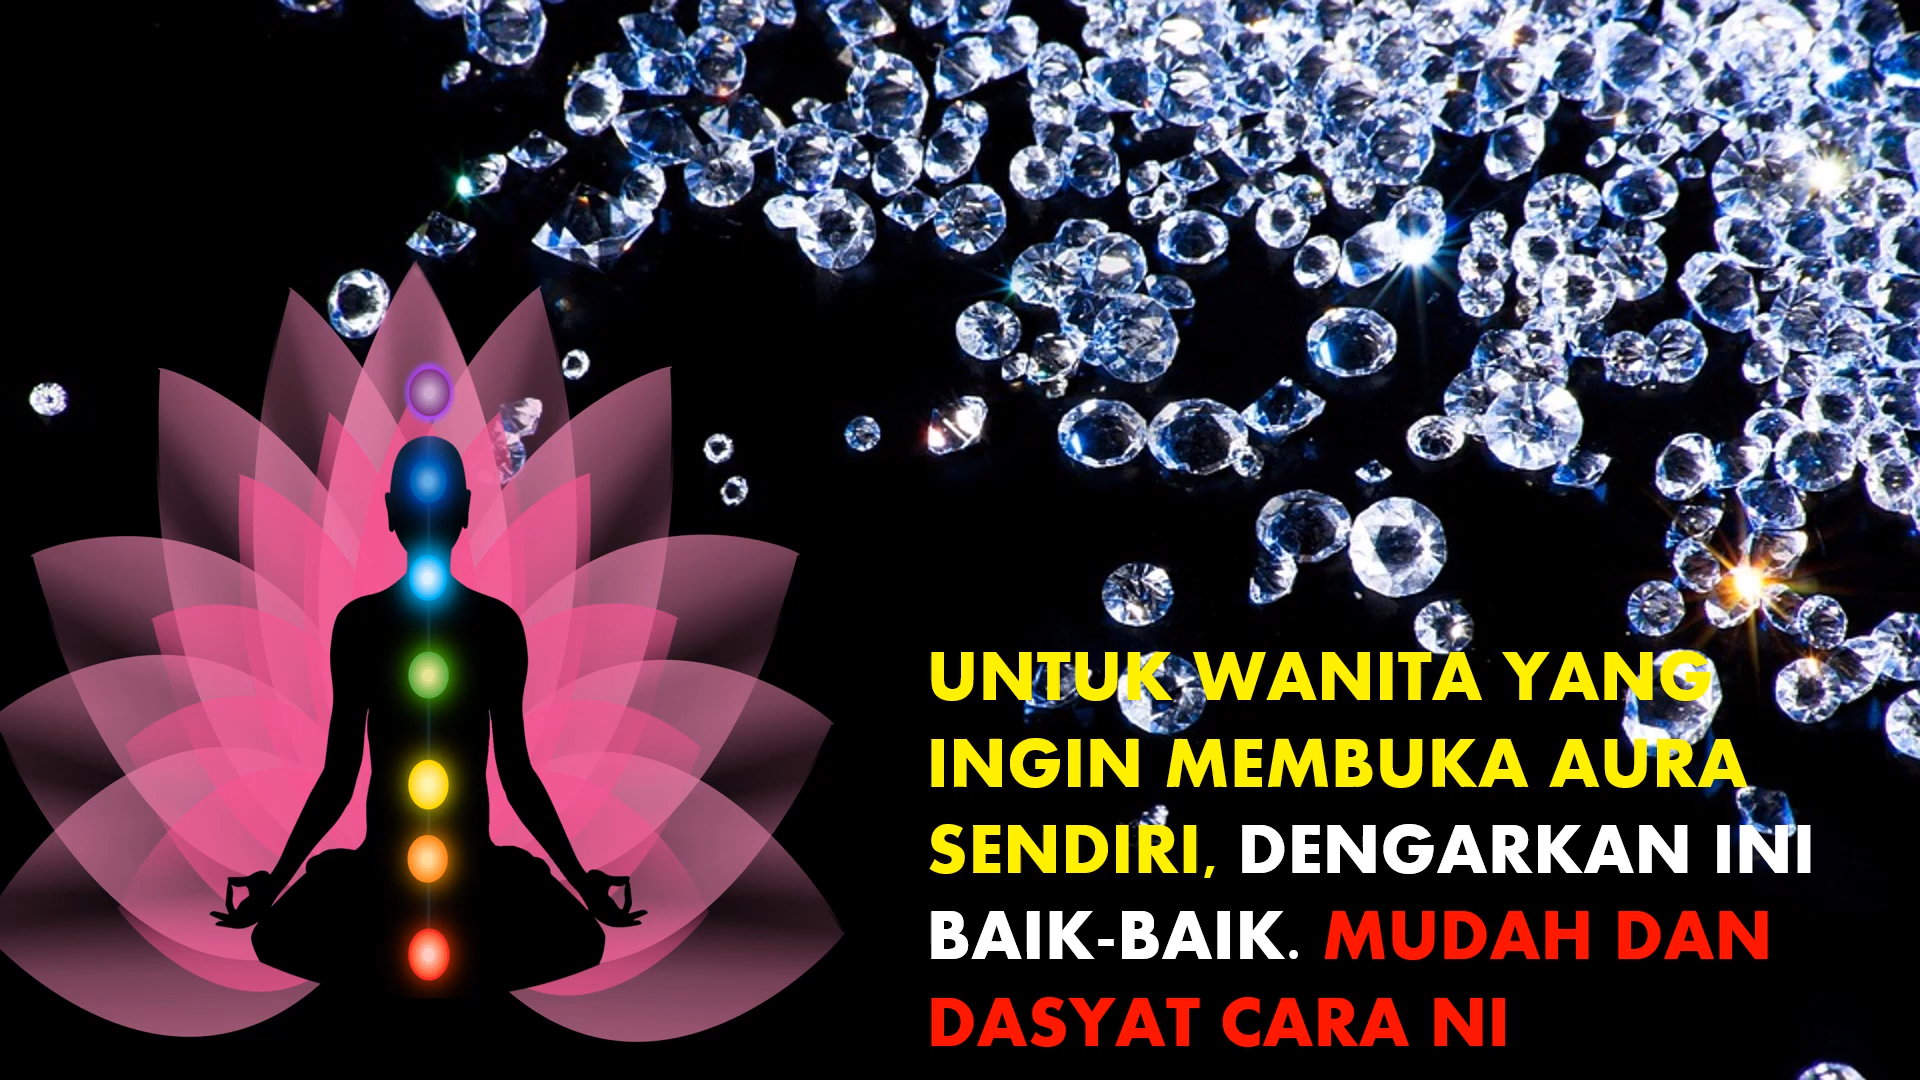 UNTUK WANITA YANG
INGIN MEMBUKA AURA
SENDIRI, DENGARKAN INI
BAIK-BAIK. MUDAH DAN
DASYAT CARA NI